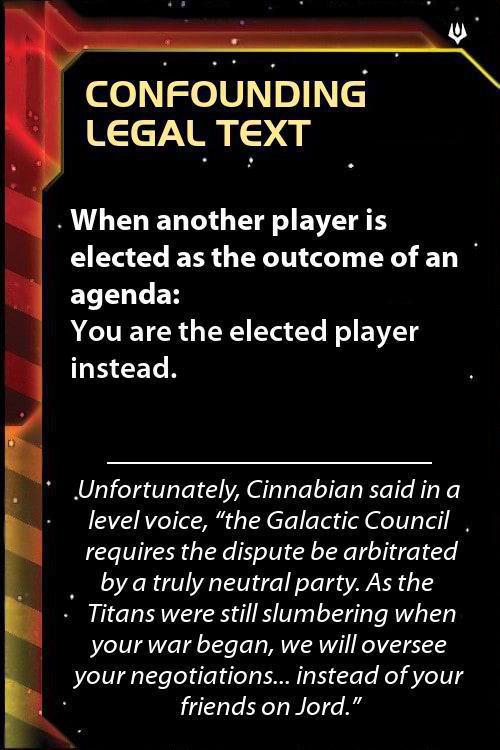 CONFOUNDING
LEGAL TEXT
When another player is
elected as the outcome of an
agenda:
You are the elected player
instead.
Unfortunately, Cinnabian said in a
level voice, “the Galactic Council
requires the dispute be arbitrated
by a truly neutral party. As the
Titans were still slumbering when
your war began, we will oversee
your negotiations... instead of your
friends on Jord.”